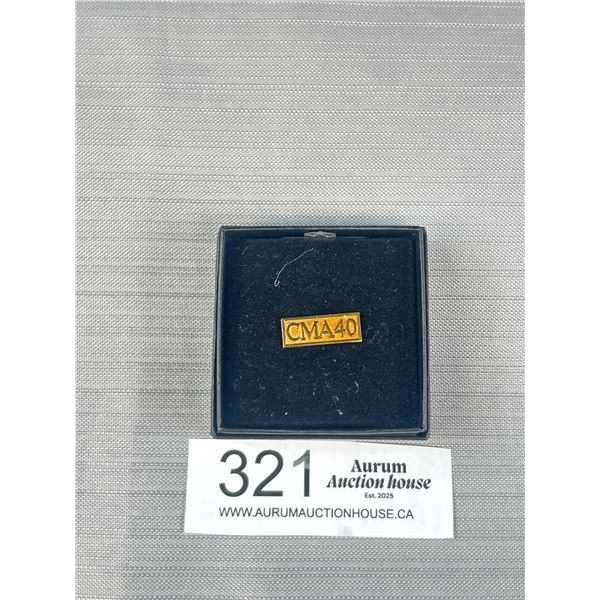 CMA40
321
Aurum
Auction house
Est. 2025
WWW.AURUMAUCTIONHOUSE.CA